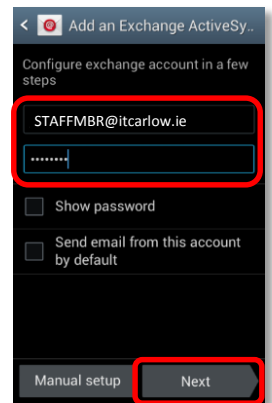 Add an Exchange ActiveSy..
Configure exchange account in a few
steps
STAFFMBR@itcarlow.ie
••••••••
Show password
Send email from this account
by default
Manual setup
Next